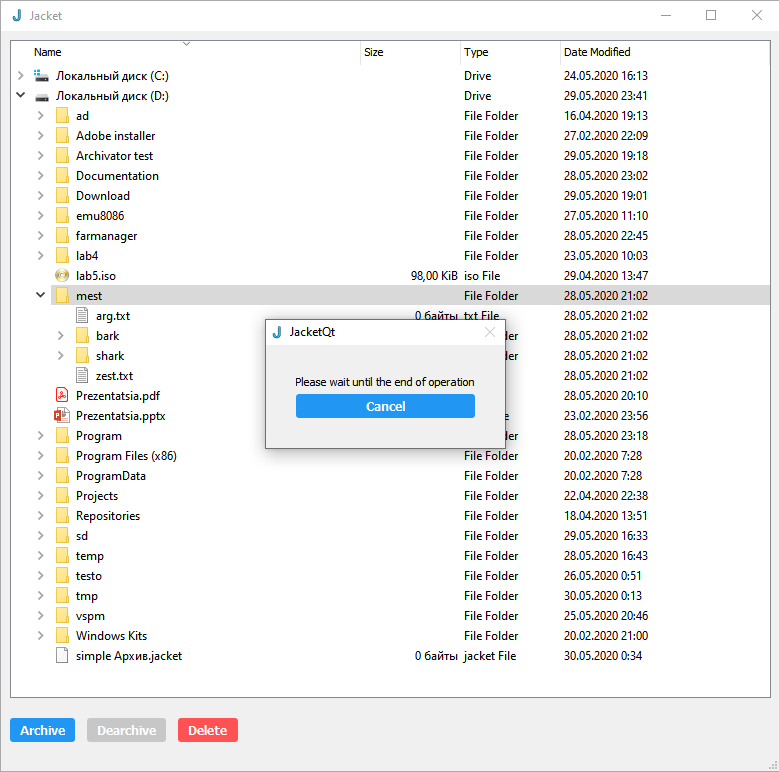 Jacket
Name Size Type Date Modified
Локальный диск (C:) Drive 24.05.2020 16:13
Локальный диск (D:) Drive 29.05.2020 23:41
ad File Folder 16.04.2020 19:13
Adobe installer File Folder 27.02.2020 22:09
Archivator test File Folder 29.05.2020 19:18
Documentation File Folder 28.05.2020 23:02
Download File Folder 29.05.2020 19:01
emu8086 File Folder 27.05.2020 11:10
farmanager File Folder 28.05.2020 22:45
lab4 File Folder 23.05.2020 10:03
lab5.iso 98,00 KiB iso File 29.04.2020 13:47
mest File Folder 28.05.2020 21:02
arg.txt 0 байты txt File 28.05.2020 21:02
bark 28.05.2020 21:02
shark 28.05.2020 21:02
zest.txt 28.05.2020 21:02
Prezentatsia.pdf 28.05.2020 20:10
Prezentatsia.pptx 23.02.2020 23:56
Program 28.05.2020 23:18
Program Files (x86) File Folder 20.02.2020 7:28
ProgramData File Folder 20.02.2020 7:28
Projects File Folder 22.04.2020 22:38
Repositories File Folder 18.04.2020 13:51
sd File Folder 29.05.2020 16:33
temp File Folder 28.05.2020 16:43
testo File Folder 26.05.2020 0:51
tmp File Folder 30.05.2020 0:13
vspm File Folder 25.05.2020 20:46
Windows Kits File Folder 20.02.2020 21:00
simple Архив.jacket 0 байты jacket File 30.05.2020 0:34
JacketQt
Please wait until the end of operation
Cancel
Archive Dearchive Delete